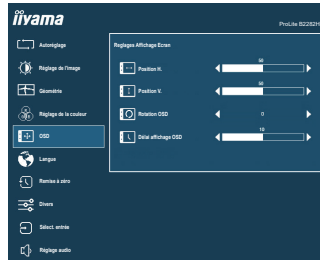 iiyama
ProLite B2282H
Autoréglage
Réglages Affichage Ecran
Réglage de l'image
50
Position H.
Géométrie
50
Position V.
Réglage de la couleur
Rotation OSD
0
OSD
10
Délai affichage OSD
Langue
Remise à zéro
Divers
Sélect. entrée
Réglage audio